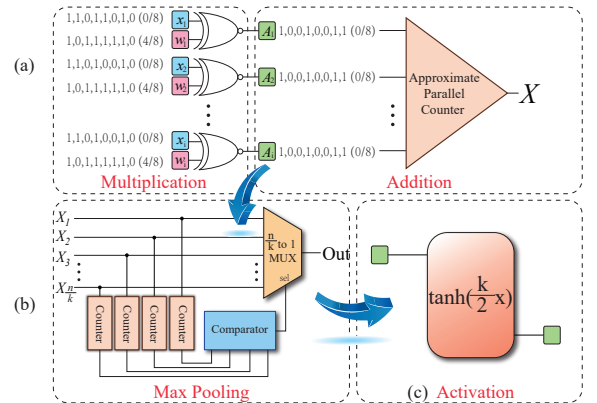 1,1,0,1,0,0,1,0 (0/8) x₁
1,0,1,1,1,1,1,0 (4/8) w₁
A₁ 1,0,0,1,0,0,1,1 (0/8)
(a)
1,1,0,1,0,0,1,0 (0/8) x₂
1,0,1,1,1,1,1,0 (4/8) w₂
A₂ 1,0,0,1,0,0,1,1 (0/8)
1,1,0,1,0,0,1,0 (0/8) xᵢ
1,0,1,1,1,1,1,0 (4/8) wᵢ
Aᵢ 1,0,0,1,0,0,1,1 (0/8)
Approximate
Parallel
Counter
X
Multiplication
Addition
(b)
X₁
X₂
X₃
Xn/k
n/k to 1
MUX
sel
Out
Counter
Counter
Counter
Counter
Comparator
Max Pooling
tanh(k/2 x)
(c) Activation